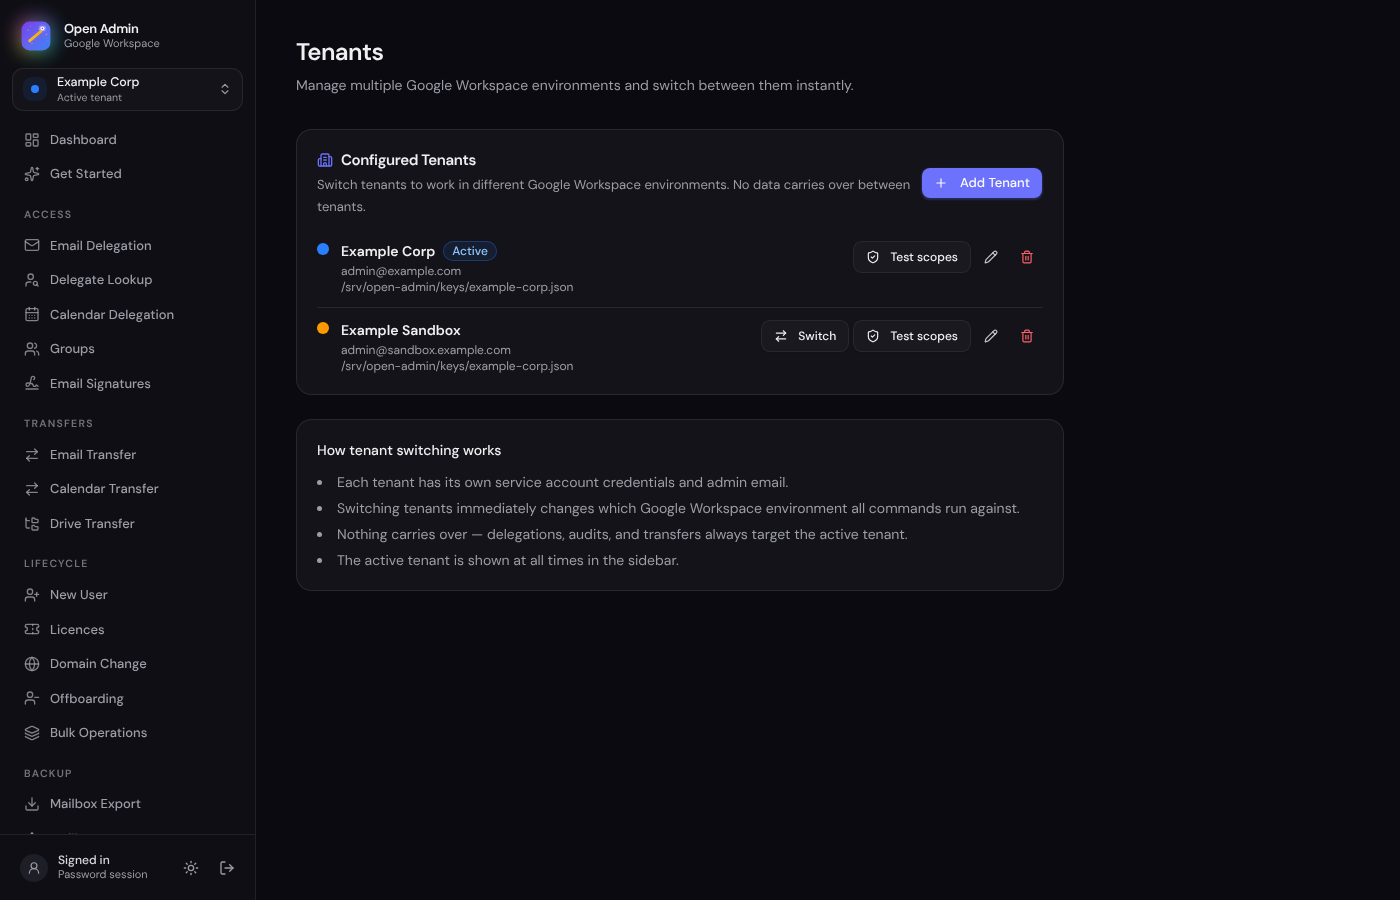 Open Admin
Google Workspace
Example Corp
Active tenant
Dashboard
Get Started
ACCESS
Email Delegation
Delegate Lookup
Calendar Delegation
Groups
Email Signatures
TRANSFERS
Email Transfer
Calendar Transfer
Drive Transfer
LIFECYCLE
New User
Licences
Domain Change
Offboarding
Bulk Operations
BACKUP
Mailbox Export
Signed in
Password session
Tenants
Manage multiple Google Workspace environments and switch between them instantly.
Configured Tenants
Switch tenants to work in different Google Workspace environments. No data carries over between
tenants.
Add Tenant
Example Corp Active
admin@example.com
/srv/open-admin/keys/example-corp.json
Test scopes
Example Sandbox
admin@sandbox.example.com
/srv/open-admin/keys/example-corp.json
Switch Test scopes
How tenant switching works
Each tenant has its own service account credentials and admin email.
Switching tenants immediately changes which Google Workspace environment all commands run against.
Nothing carries over — delegations, audits, and transfers always target the active tenant.
The active tenant is shown at all times in the sidebar.